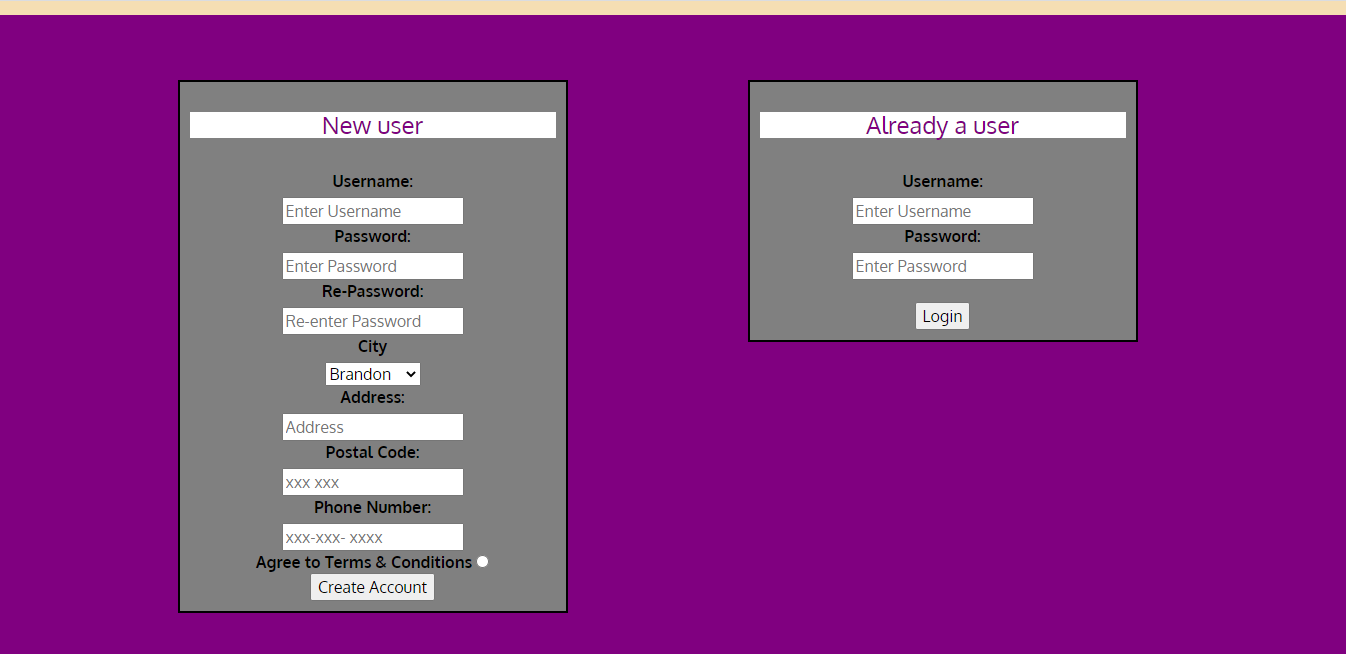 New user
Username:
Enter Username
Password:
Enter Password
Re-Password:
Re-enter Password
City
Brandon
Address:
Address
Postal Code:
xxx xxx
Phone Number:
xxx-xxx- xxxx
Agree to Terms & Conditions
Create Account
Already a user
Username:
Enter Username
Password:
Enter Password
Login